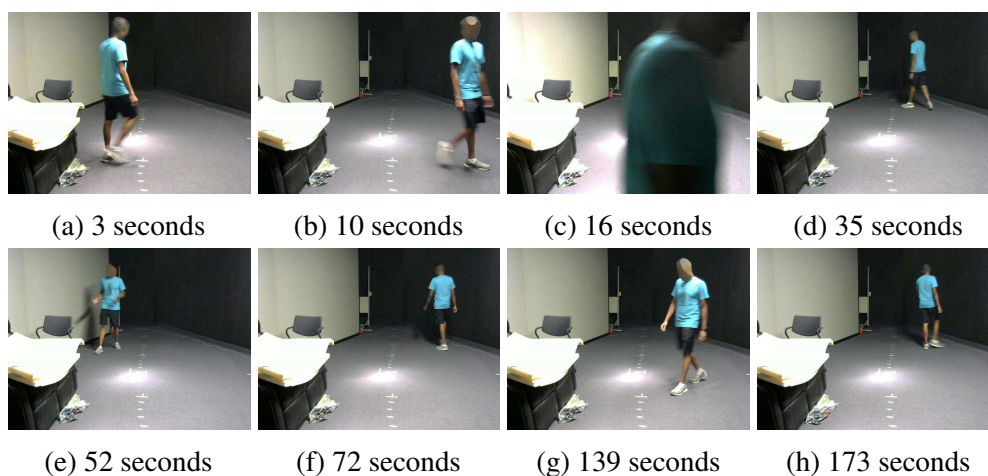 (a) 3 seconds
(b) 10 seconds
(c) 16 seconds
(d) 35 seconds
(e) 52 seconds
(f) 72 seconds
(g) 139 seconds
(h) 173 seconds